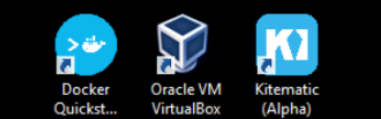 Docker
Quickst...
Oracle VM
VirtualBox
Kitematic
(Alpha)